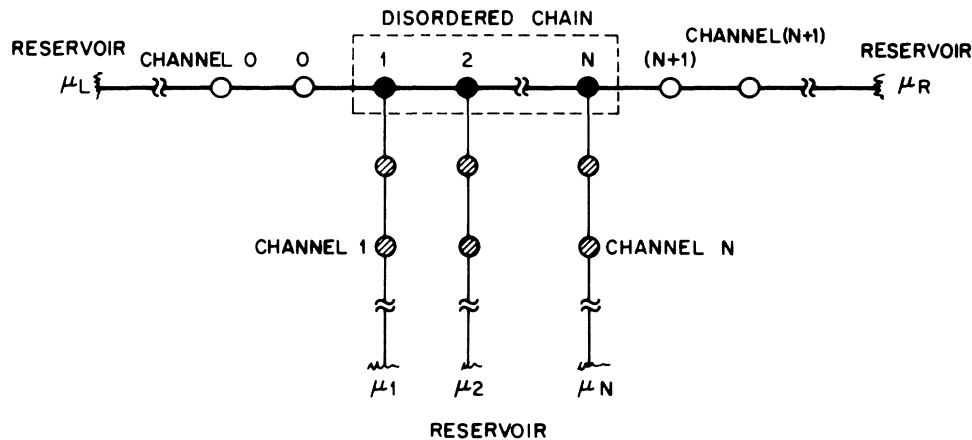 DISORDERED CHAIN
RESERVOIR
CHANNEL 0 0 1 2 N (N+1) CHANNEL(N+1)
RESERVOIR
μL
μR
CHANNEL 1
CHANNEL N
μ1 μ2 μN
RESERVOIR